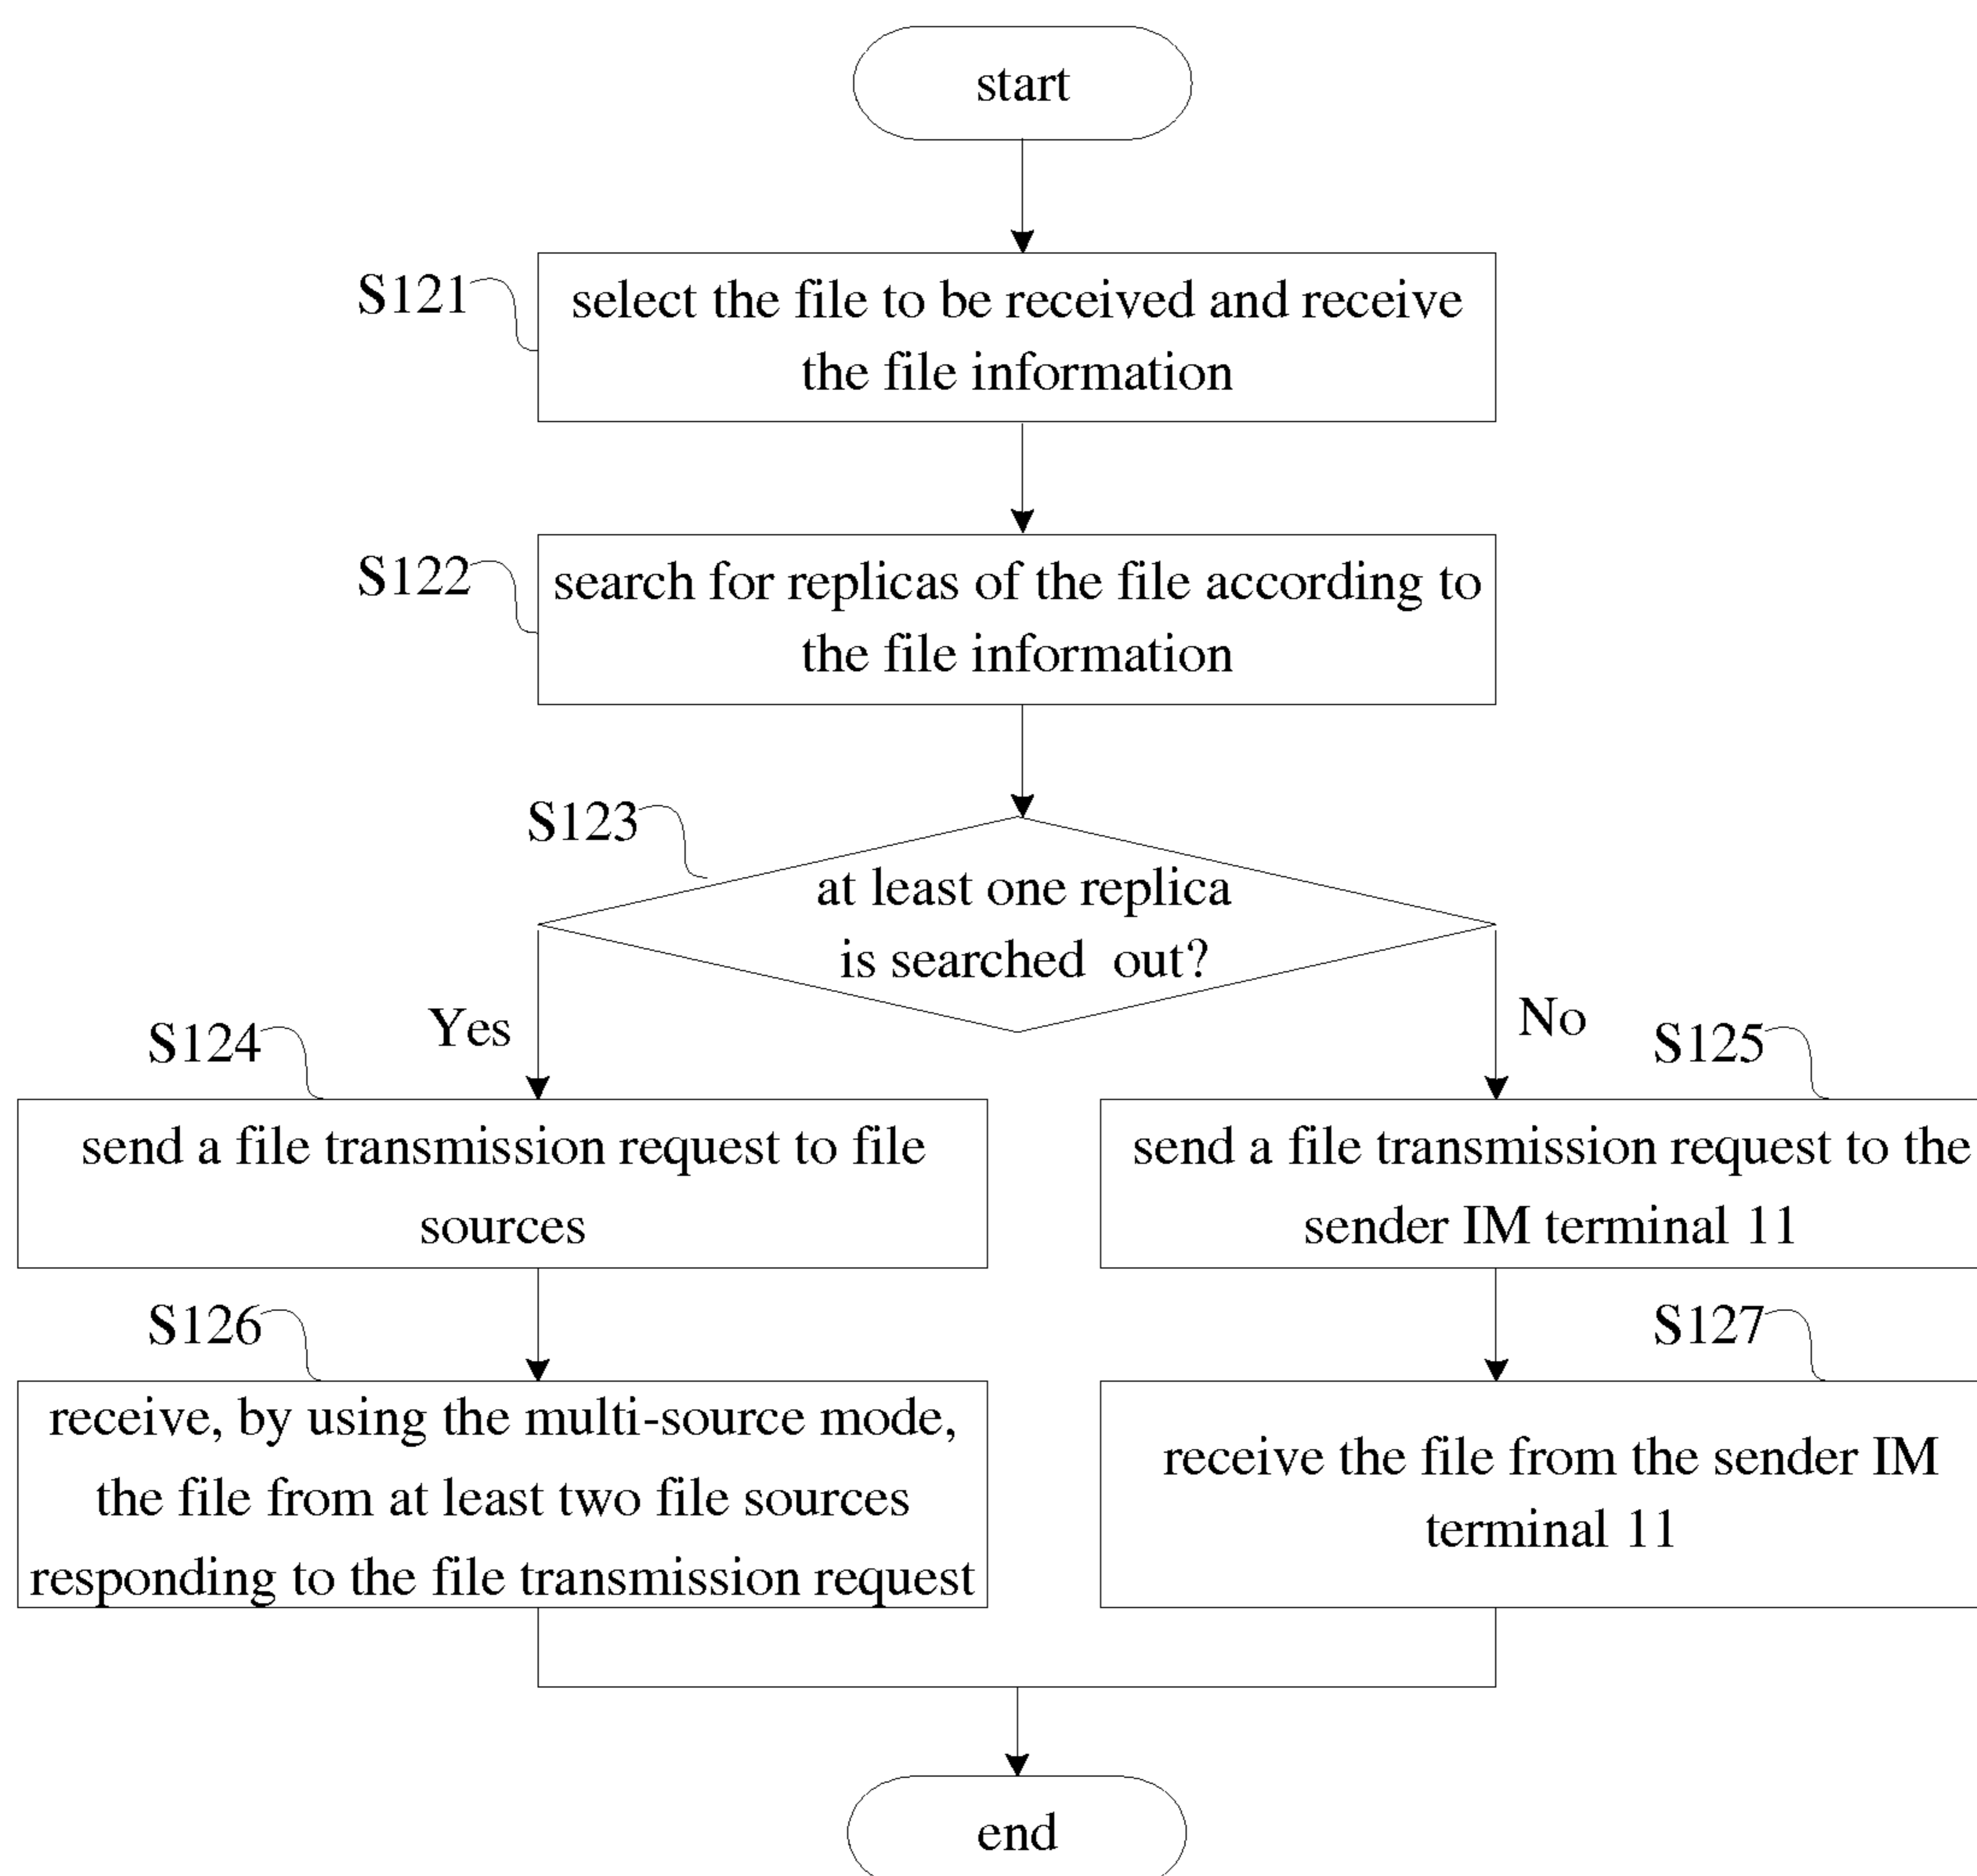 start
S121
select the file to be received and receive
the file information
S122
search for replicas of the file according to
the file information
S123
at least one replica
is searched out?
Yes
No
S124
send a file transmission request to file
sources
S125
send a file transmission request to the
sender IM terminal 11
S126
receive, by using the multi-source mode,
the file from at least two file sources
responding to the file transmission request
S127
receive the file from the sender IM
terminal 11
end